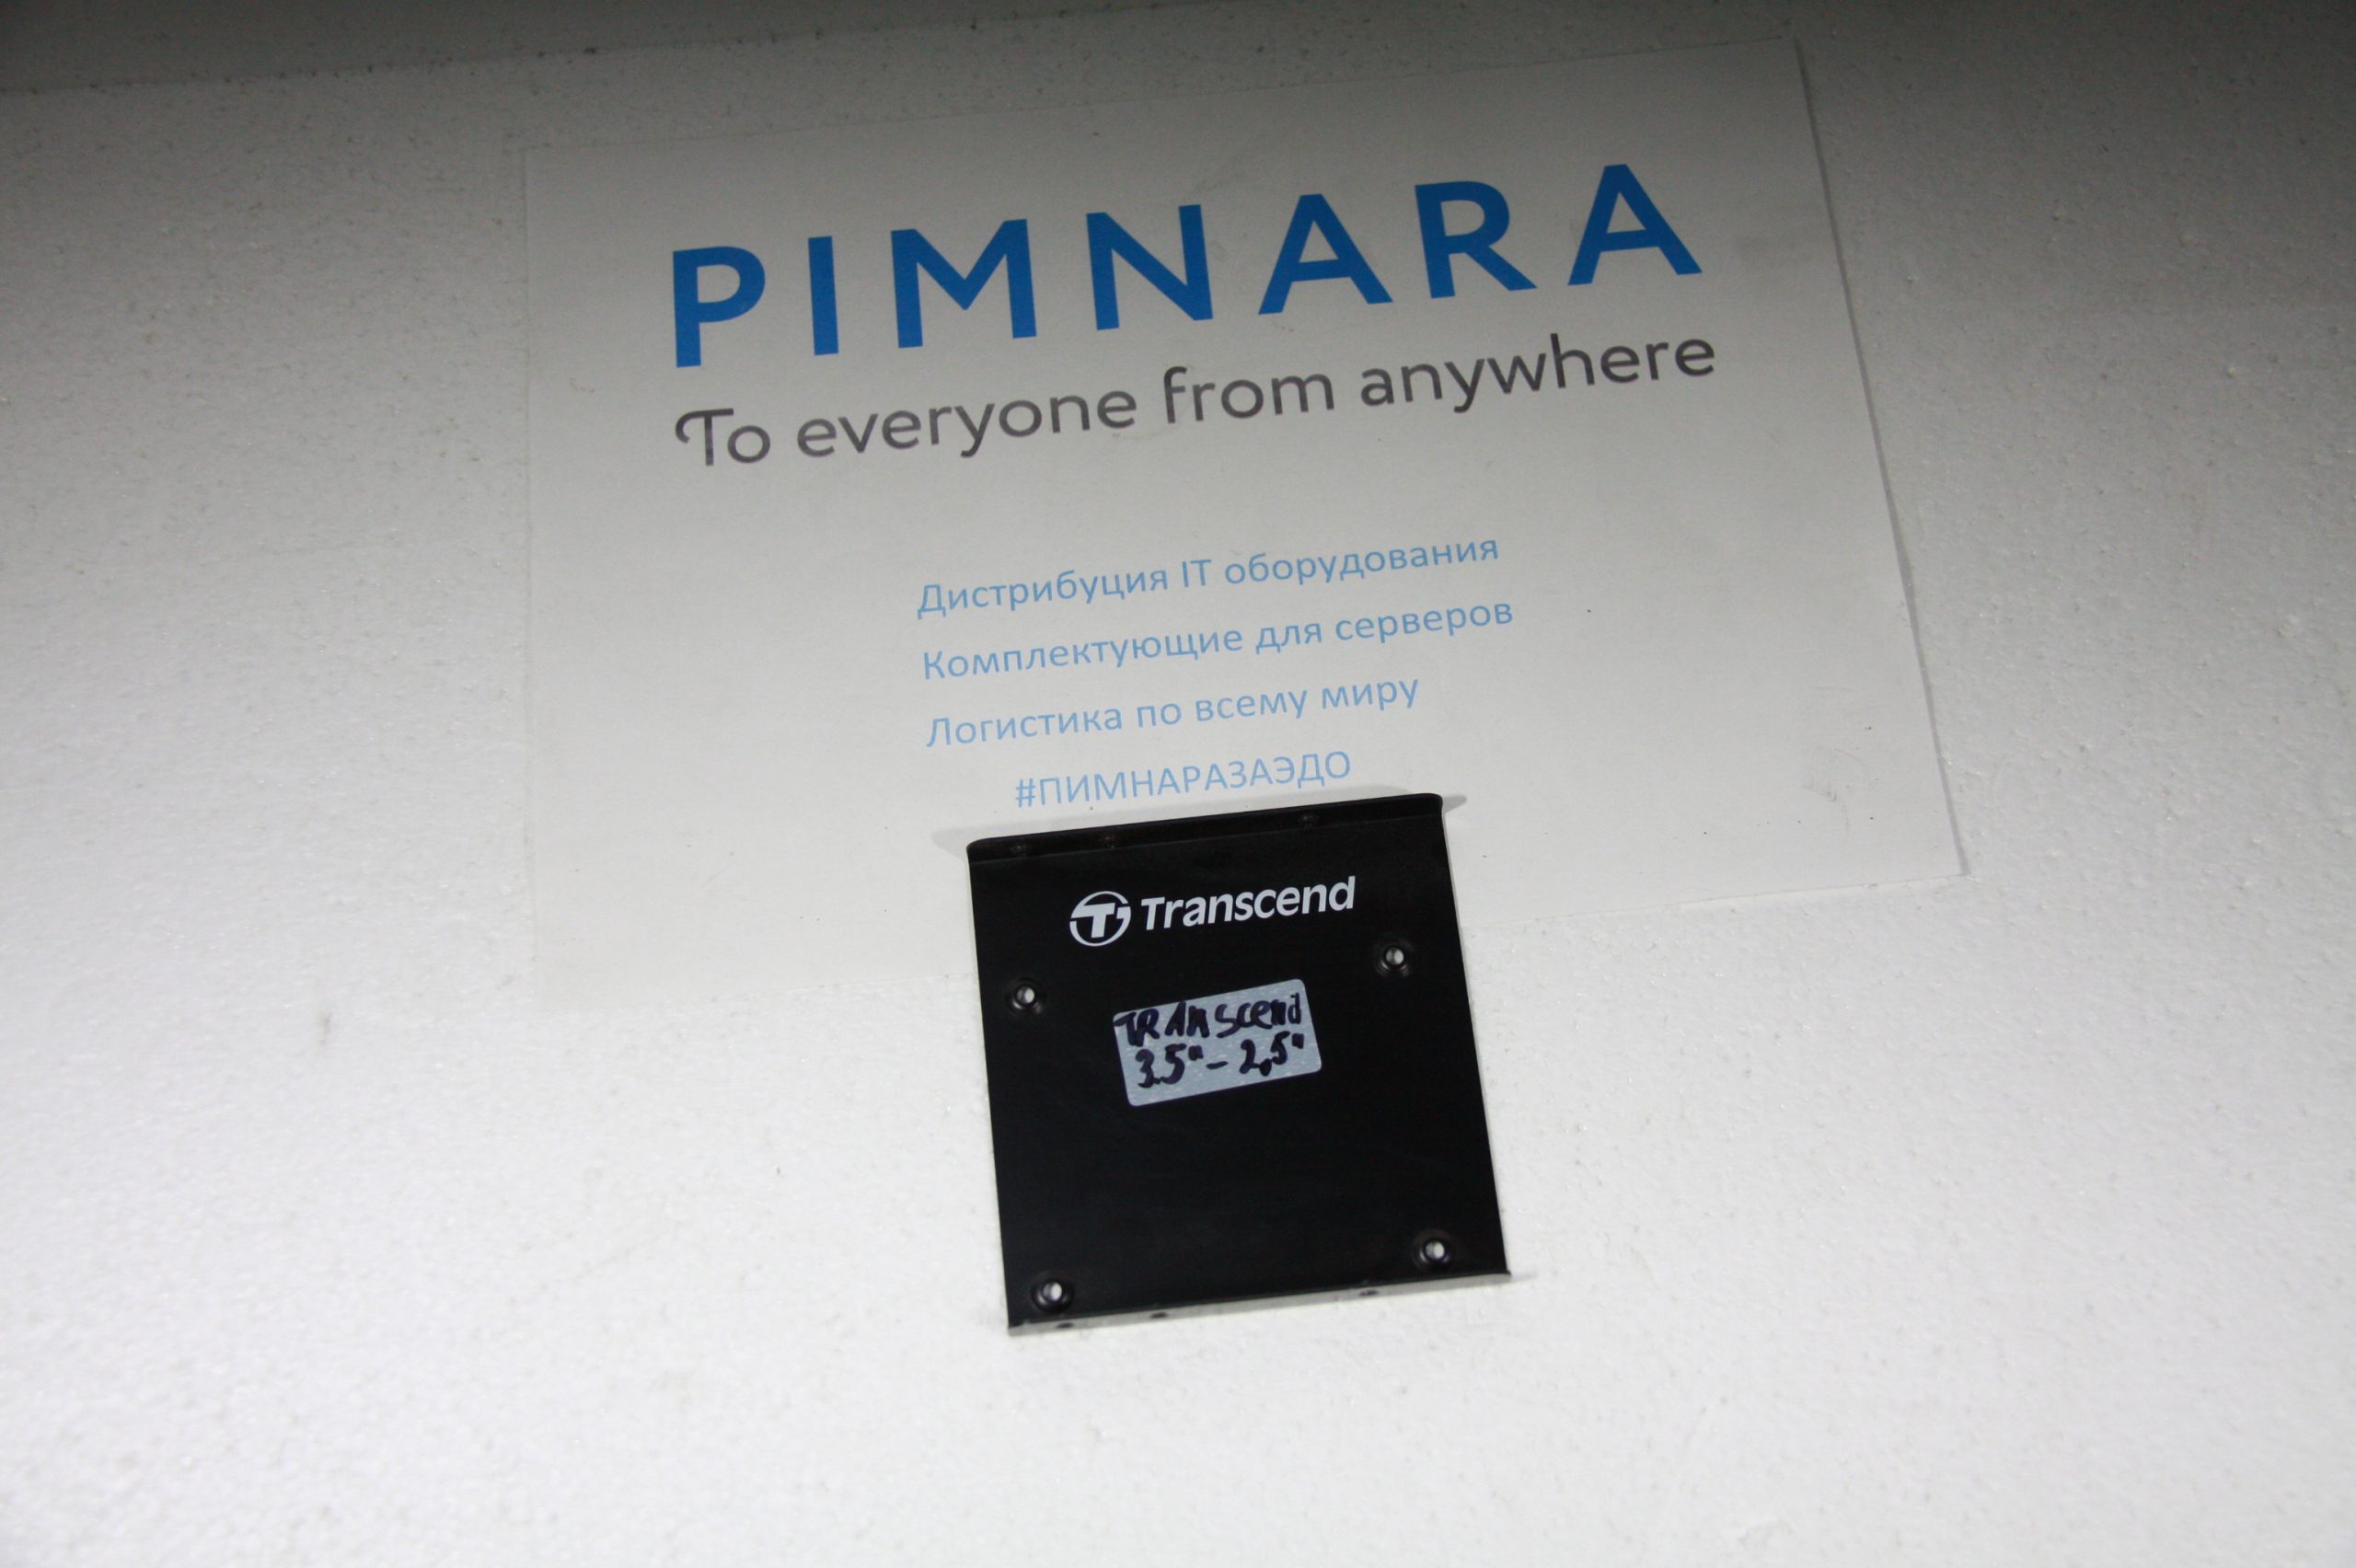 PIMNARA
To everyone from anywhere
Дистрибуция IT оборудования
Комплектующие для серверов
Логистика по всему миру
#ПИМНАРАЗАЭДО
Transcend
TRANscend
3.5" - 2,5"